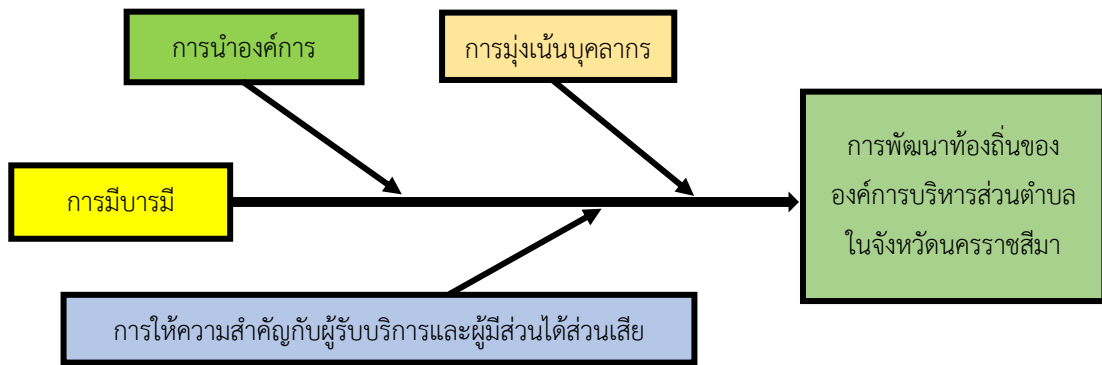 การนำองค์การ
การมุ่งเน้นบุคลากร
การมีบารมี
การพัฒนาท้องถิ่นของ
องค์การบริหารส่วนตำบล
ในจังหวัดนครราชสีมา
การให้ความสำคัญกับผู้รับบริการและผู้มีส่วนได้ส่วนเสีย